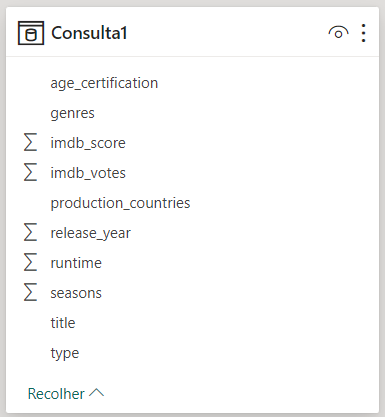 Consulta1
age_certification
genres
imdb_score
imdb_votes
production_countries
release_year
runtime
seasons
title
type
Recolher